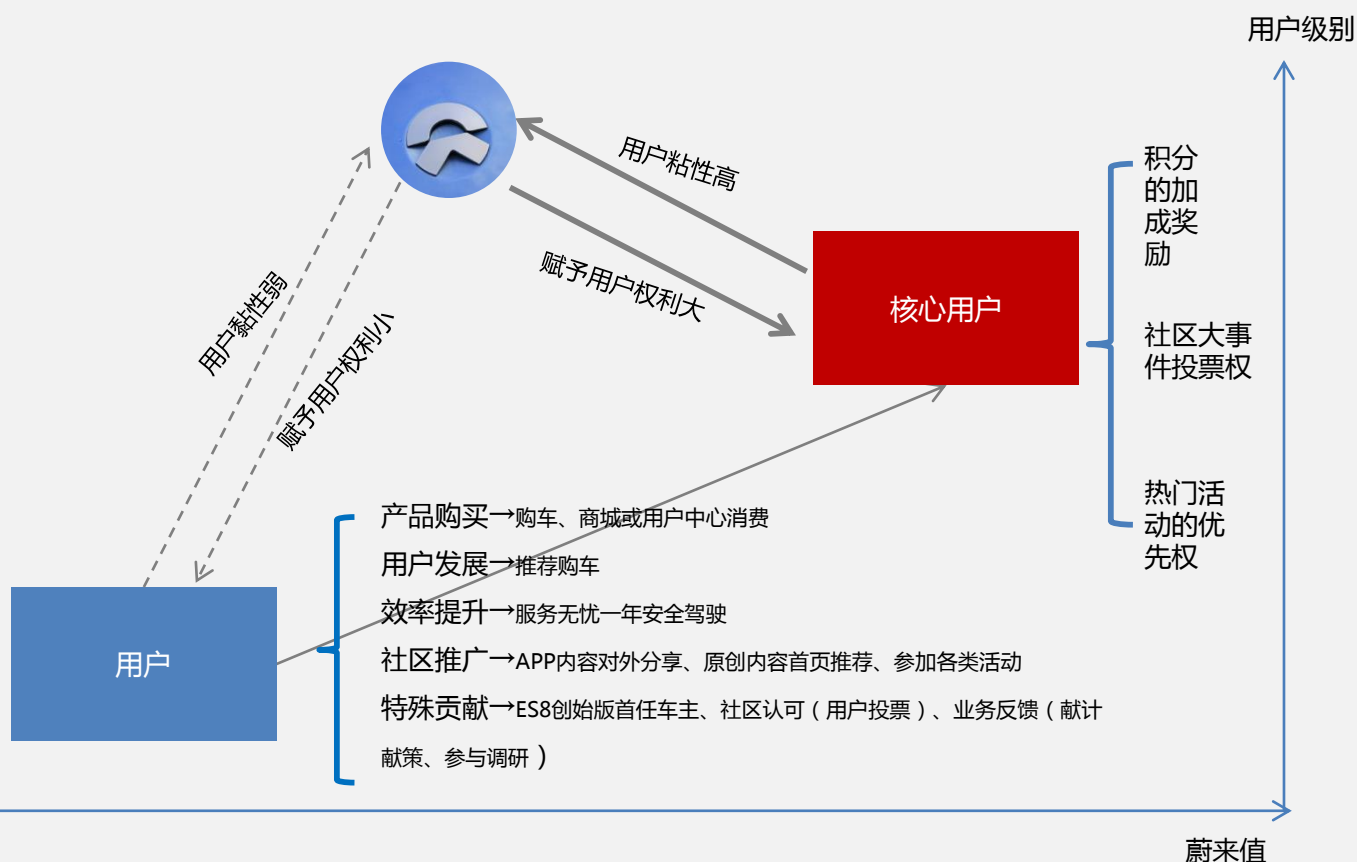 用户级别
用户粘性高
赋予用户权利大
用户黏性弱
赋予用户权利小
核心用户
积分
的加
成奖
励
社区大事
件投票权
热门活
动的优
先权
用户
产品购买→购车、商城或用户中心消费
用户发展→推荐购车
效率提升→服务无忧一年安全驾驶
社区推广→APP内容对外分享、原创内容首页推荐、参加各类活动
特殊贡献→ES8创始版首任车主、社区认可（用户投票）、业务反馈（献计
献策、参与调研）
蔚来值